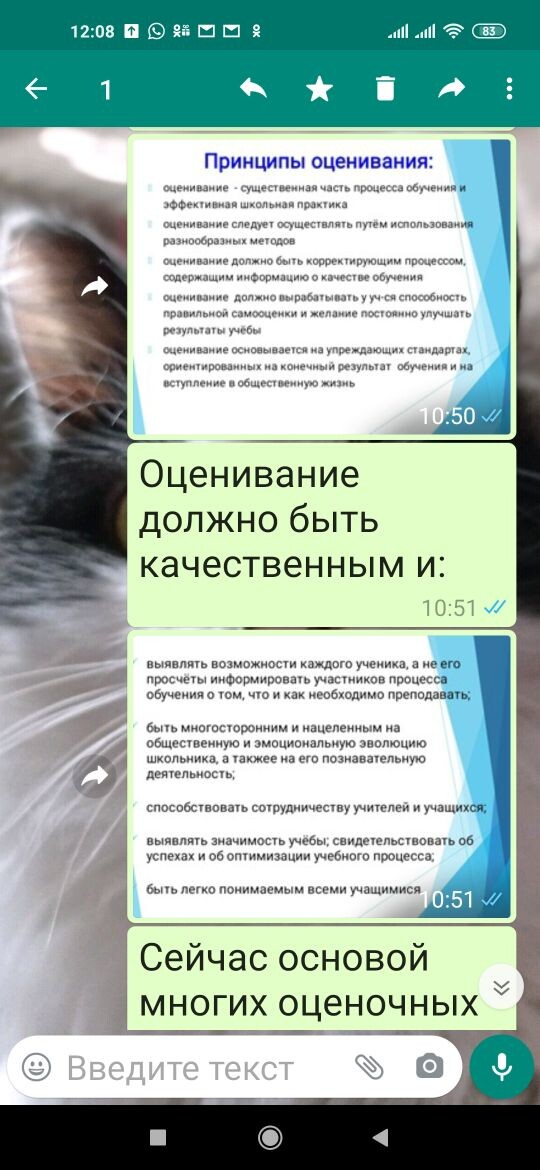 12:08
83
1
Принципы оценивания:
оценивание - существенная часть процесса обучения и
эффективная школьная практика
оценивание следует осуществлять путём использования
разнообразных методов
оценивание должно быть корректирующим процессом,
содержащим информацию о качестве обучения
оценивание должно вырабатывать у уч-ся способность
правильной самооценки и желание постоянно улучшать
результаты учёбы
оценивание основывается на упреждающих стандартах,
ориентированных на конечный результат обучения и на
вступление в общественную жизнь
10:50
Оценивание
должно быть
качественным и:
10:51
выявлять возможности каждого ученика, а не его
просчёты информировать участников процесса
обучения о том, что и как необходимо преподавать;
быть многосторонним и нацеленным на
общественную и эмоциональную эволюцию
школьника, а такжее на его познавательную
деятельность;
способствовать сотрудничеству учителей и учащихся;
выявлять значимость учёбы; свидетельствовать об
успехах и об оптимизации учебного процесса;
быть легко понимаемым всеми учащимися
10:51
Сейчас основой
многих оценочных
Введите текст